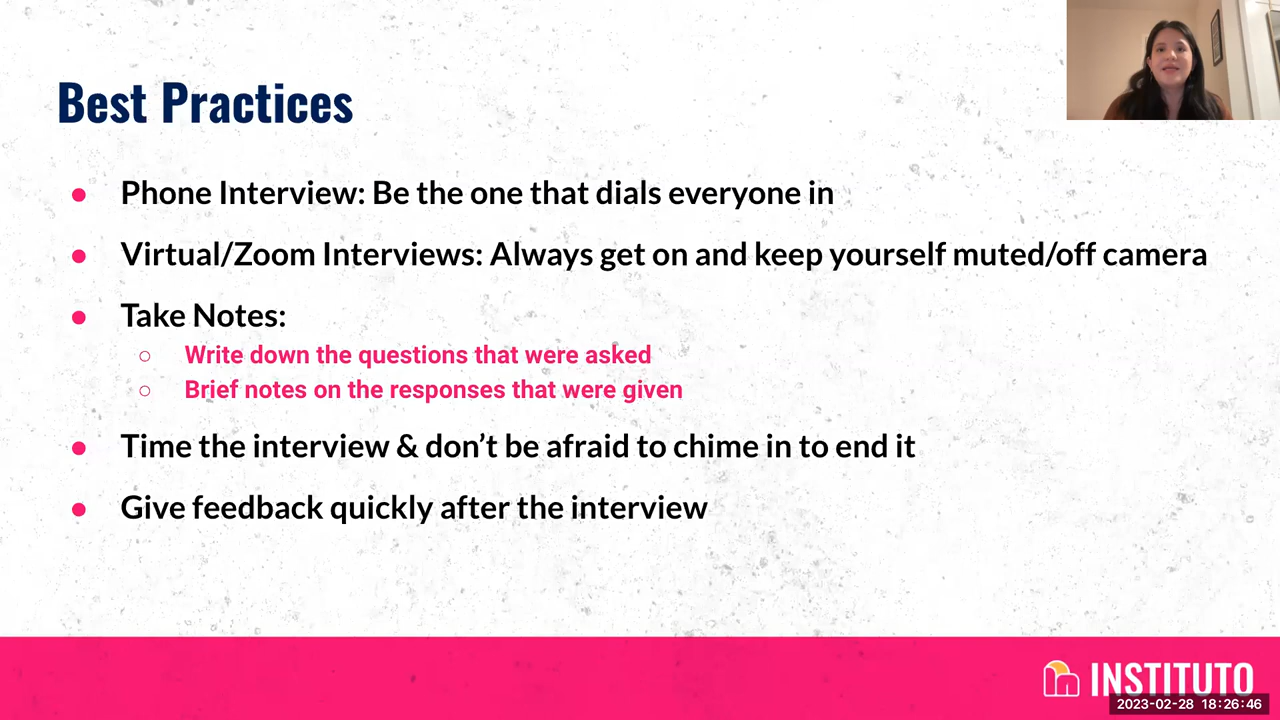 Best Practices
● Phone Interview: Be the one that dials everyone in
● Virtual/Zoom Interviews: Always get on and keep yourself muted/off camera
● Take Notes:
○ Write down the questions that were asked
○ Brief notes on the responses that were given
● Time the interview & don’t be afraid to chime in to end it
● Give feedback quickly after the interview
INSTITUTO
2023-02-28 18:26:46